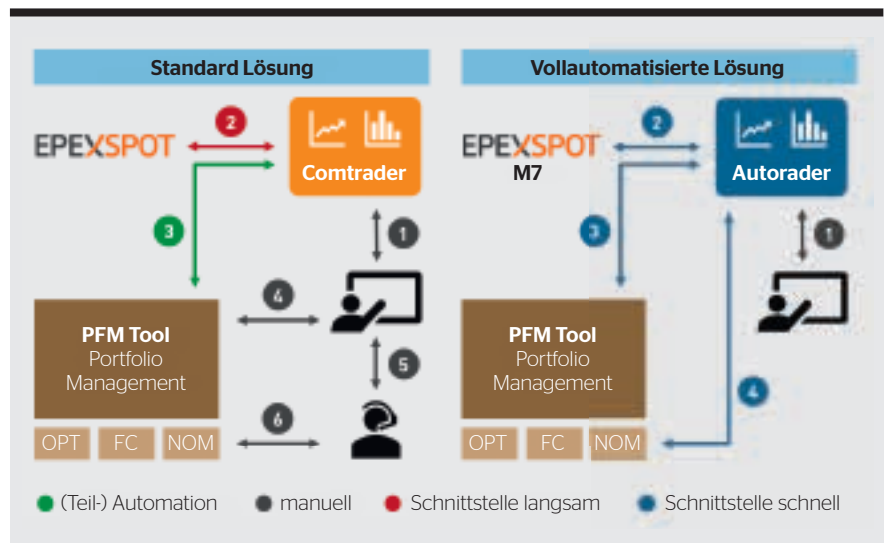 Standard Lösung
EPEXSPOT
2
Comtrader
3
1
4
PFM Tool
Portfolio
Management
5
6
OPT FC NOM
Vollautomatisierte Lösung
EPEXSPOT
M7
2
Autorader
3
1
PFM Tool
Portfolio
Management
4
OPT FC NOM
(Teil-) Automation manuell Schnittstelle langsam Schnittstelle schnell